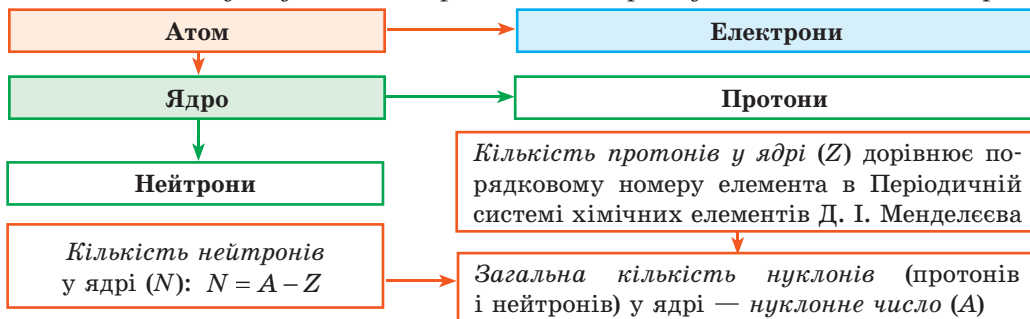 Атом
Електрони
Ядро
Протони
Нейтрони
Кількість протонів у ядрі (Z) дорівнює по-
рядковому номеру елемента в Періодичній
системі хімічних елементів Д. І. Менделєєва
Кількість нейтронів
у ядрі (N): N = A – Z
Загальна кількість нуклонів (протонів
і нейтронів) у ядрі — нуклонне число (A)